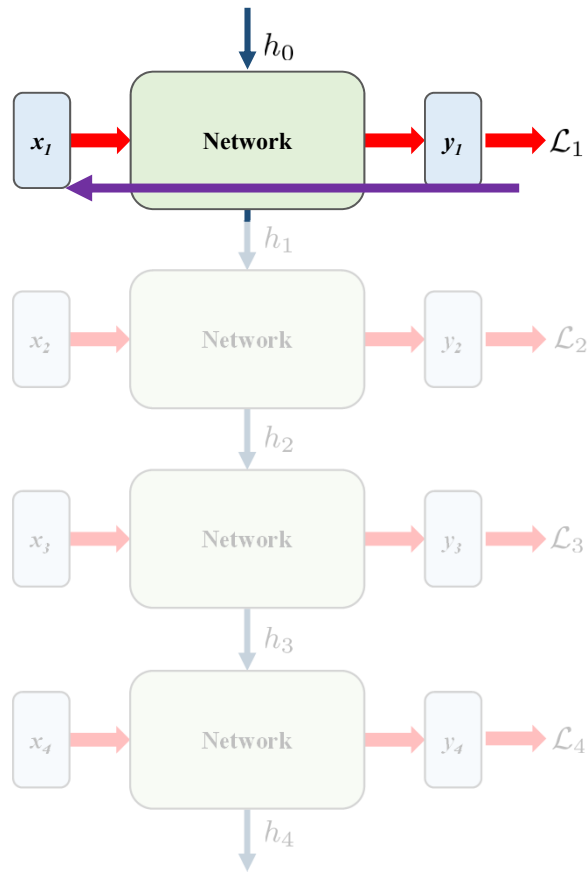 h₀
x₁ Network y₁ ℒ₁
h₁
x₂ Network y₂ ℒ₂
h₂
x₃ Network y₃ ℒ₃
h₃
x₄ Network y₄ ℒ₄
h₄